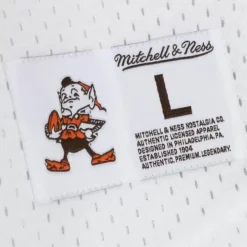 Mitchell & Ness
L
MITCHELL & NESS NOSTALGIA CO.
AUTHENTIC LICENSED APPAREL
DESIGNED IN PHILADELPHIA, PA.
ESTABLISHED 1904
AUTHENTIC. PREMIUM. LEGENDARY.